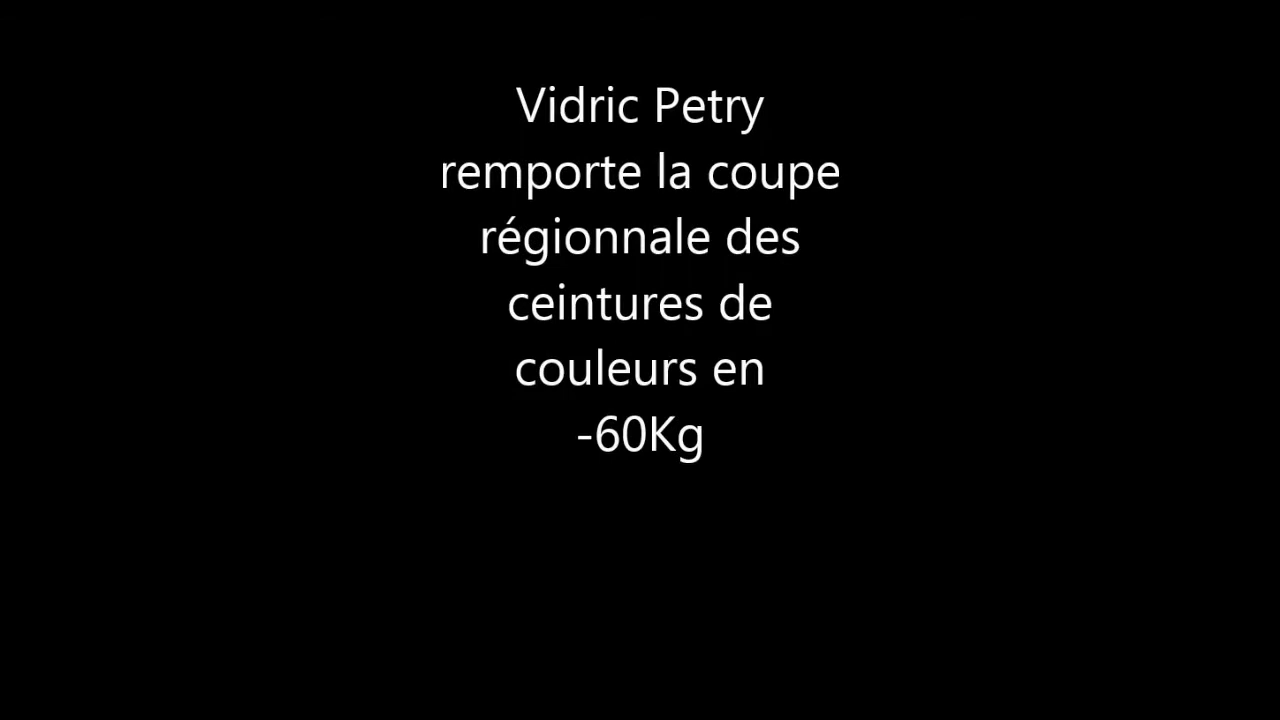 Vidric Petry
remporte la coupe
régionnale des
ceintures de
couleurs en
-60Kg